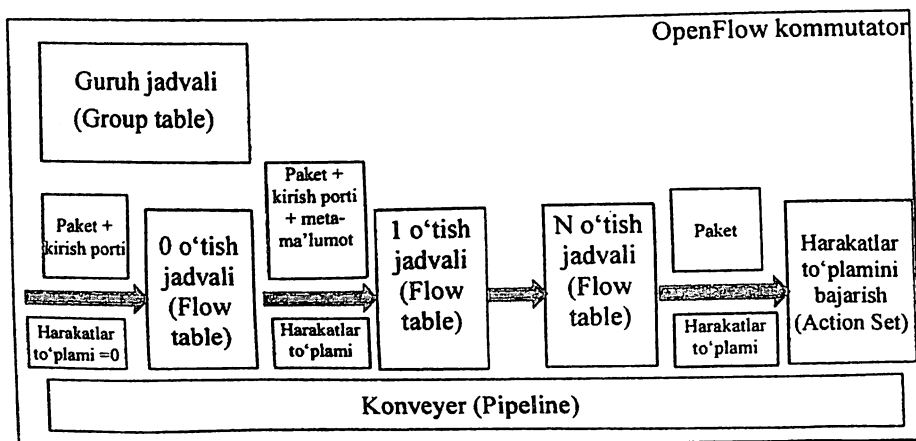 OpenFlow kommutator
Guruh jadvali
(Group table)
Paket +
kirish porti
Harakatlar
to‘plami =0
0 o‘tish
jadvali
(Flow
table)
Paket +
kirish porti
+ meta-
ma’lumot
Harakatlar
to‘plami
1 o‘tish
jadvali
(Flow
table)
N o‘tish
jadvali
(Flow
table)
Paket
Harakatlar
to‘plami
Harakatlar
to‘plamini
bajarish
(Action Set)
Konveyer (Pipeline)